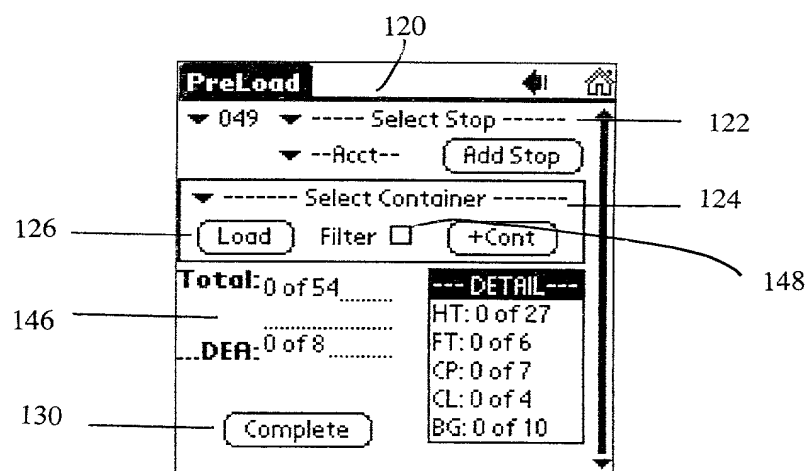 120
PreLoad
049 ----- Select Stop ------ 122
--Acct-- Add Stop
------- Select Container ------- 124
126 Load Filter +Cont 148
Total: 0 of 54 --- DETAIL---
146 HT: 0 of 27
...DEA: 0 of 8 FT: 0 of 6
CP: 0 of 7
CL: 0 of 4
130 Complete BG: 0 of 10